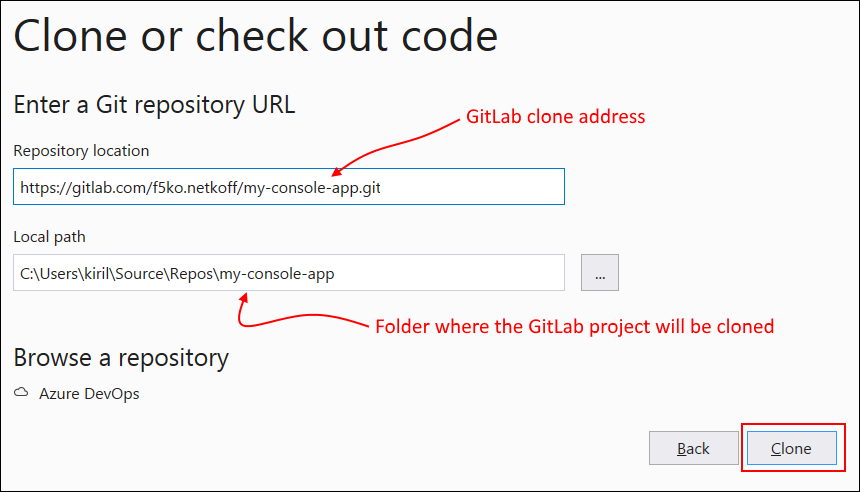 Clone or check out code
Enter a Git repository URL
GitLab clone address
Repository location
https://gitlab.com/f5ko.netkoff/my-console-app.git
Local path
C:\Users\kiril\Source\Repos\my-console-app
...
Folder where the GitLab project will be cloned
Browse a repository
Azure DevOps
Back
Clone